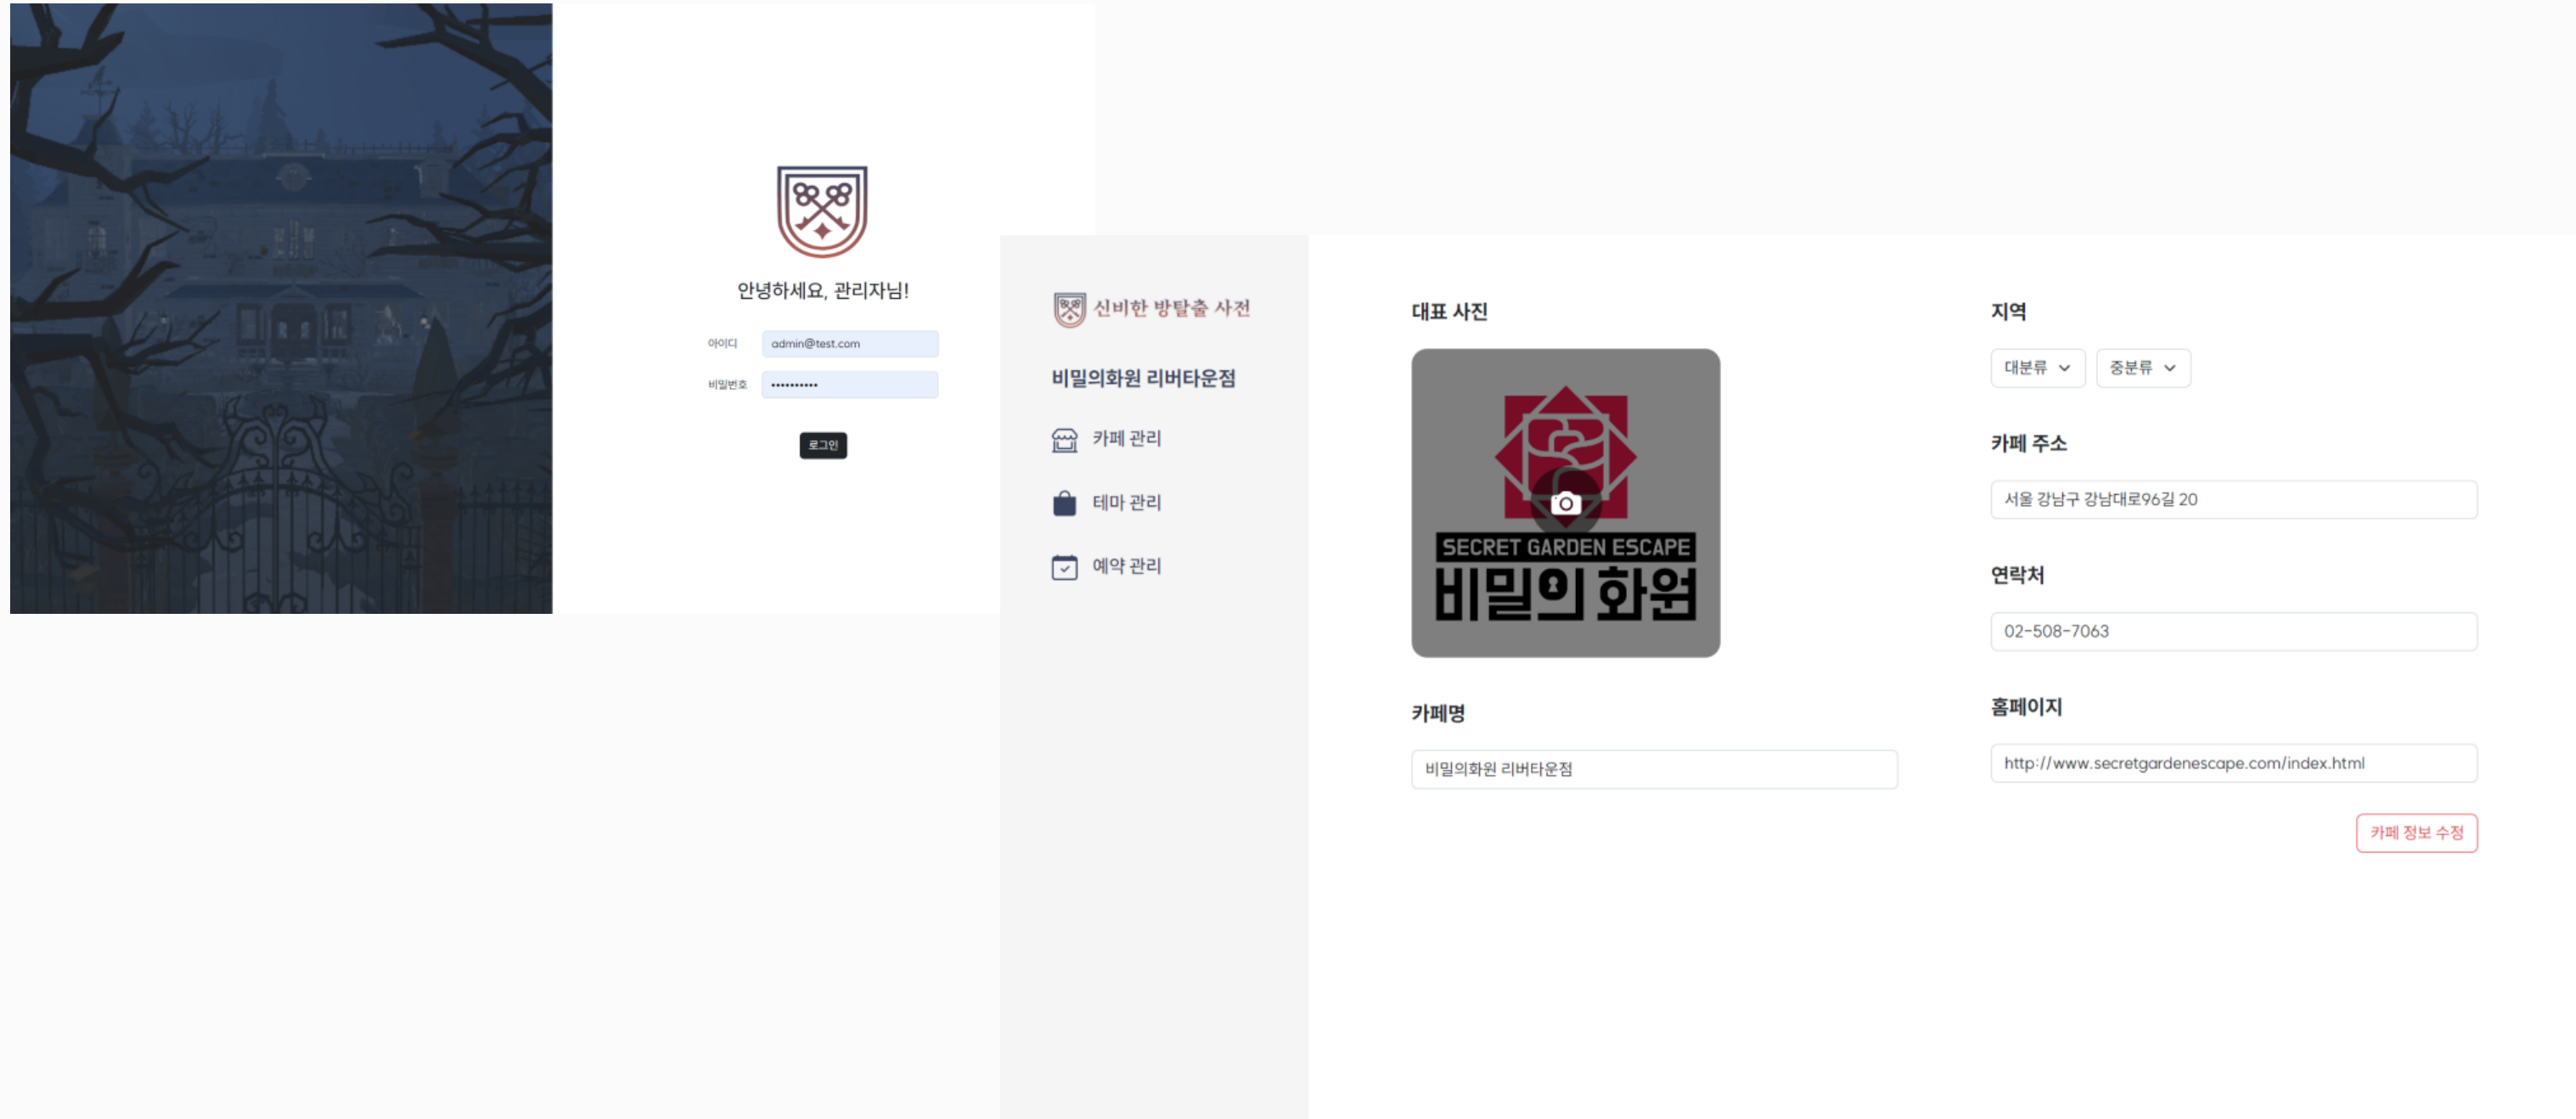 안녕하세요, 관리자님!
아이디
admin@test.com
비밀번호
••••••••••
로그인
신비한 방탈출 사전
비밀의화원 리버타운점
카페 관리
테마 관리
예약 관리
대표 사진
SECRET GARDEN ESCAPE
비밀의 화원
카페명
비밀의화원 리버타운점
지역
대분류 중분류
카페 주소
서울 강남구 강남대로96길 20
연락처
02-508-7063
홈페이지
http://www.secretgardenescape.com/index.html
카페 정보 수정